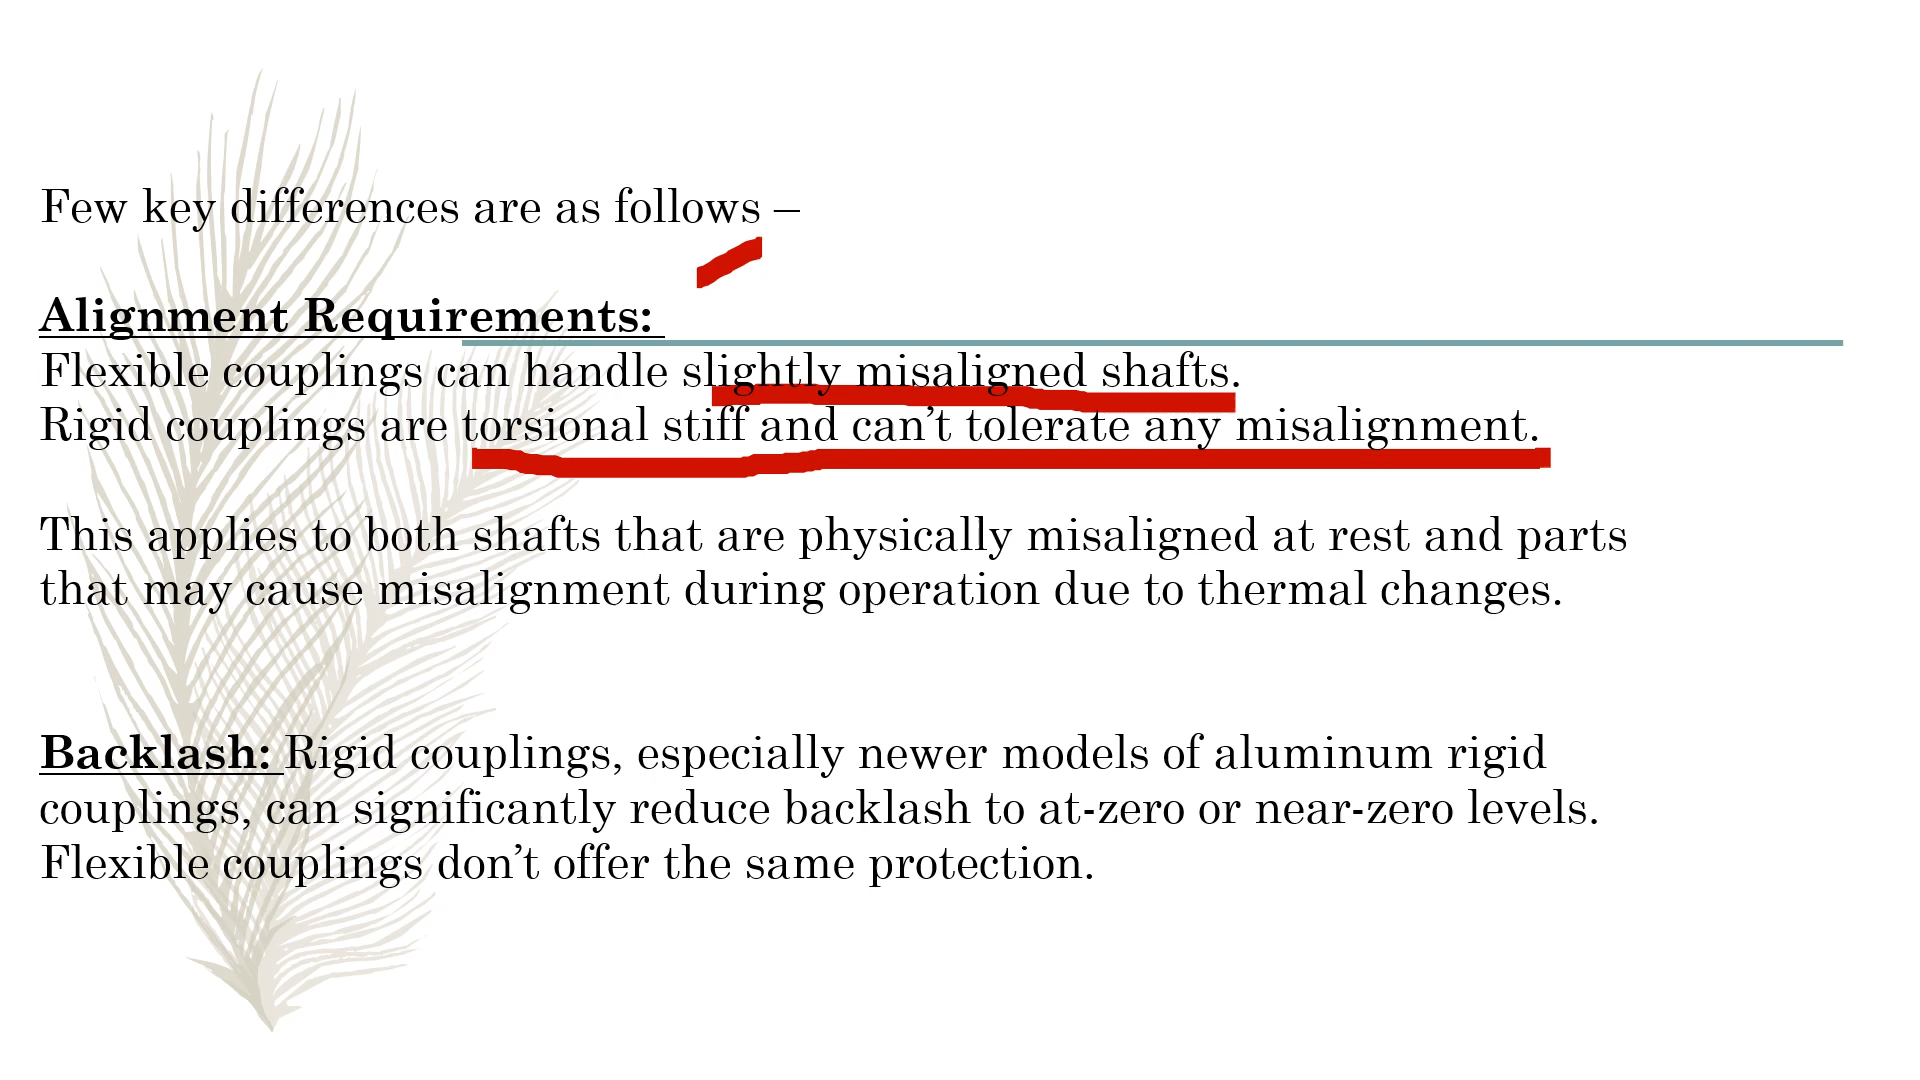 Few key differences are as follows –
Alignment Requirements:
Flexible couplings can handle slightly misaligned shafts.
Rigid couplings are torsional stiff and can’t tolerate any misalignment.
This applies to both shafts that are physically misaligned at rest and parts
that may cause misalignment during operation due to thermal changes.
Backlash: Rigid couplings, especially newer models of aluminum rigid
couplings, can significantly reduce backlash to at-zero or near-zero levels.
Flexible couplings don’t offer the same protection.